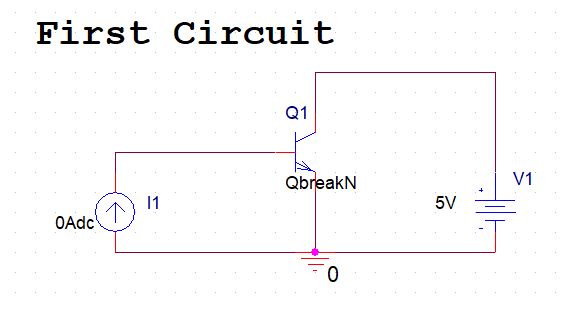 First Circuit
Q1
QbreakN
V1
I1
5V
0Adc
+
-
0